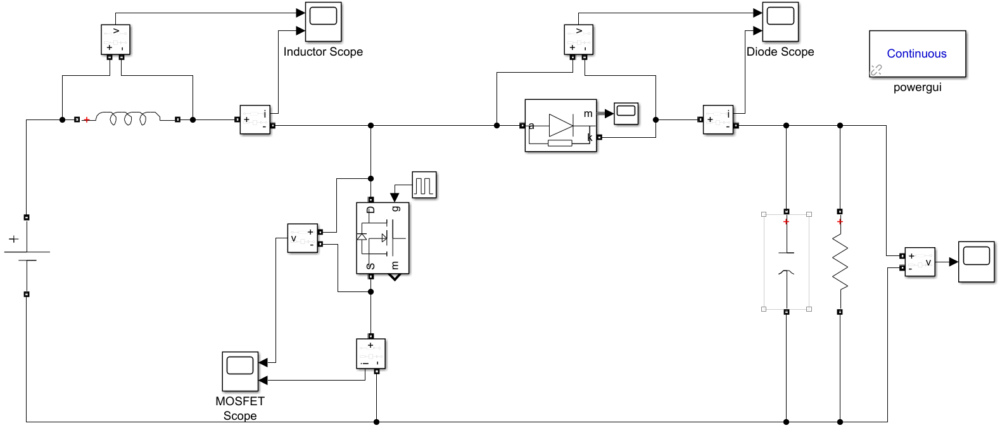 v
+ -
Inductor Scope
v
+ -
Diode Scope
Continuous
powergui
+
+ i
-
a
m
k
+ i
-
D
g
S
m
+
v
-
+
+
+
+
v
-
+
i -
MOSFET
Scope